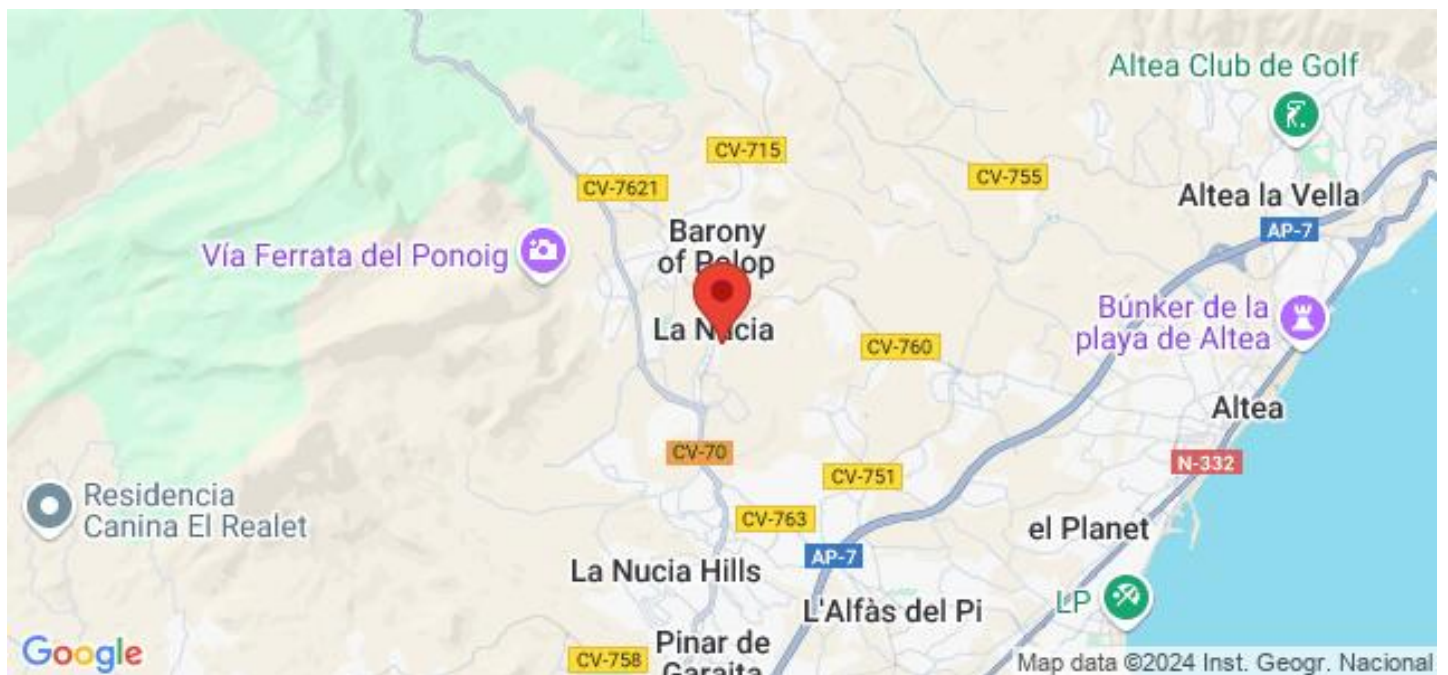 Altea Club de Golf
CV-715
CV-755
CV-7621
Altea la Vella
AP-7
Barony
of Polop
Vía Ferrata del Ponoig
Búnker de la
playa de Altea
La Nucia
CV-760
Altea
CV-70
N-332
CV-751
Residencia
Canina El Realet
CV-763
el Planet
AP-7
La Nucia Hills
L'Alfàs del Pi
LP
Pinar de
Garaita
CV-758
Google
Map data ©2024 Inst. Geogr. Nacional